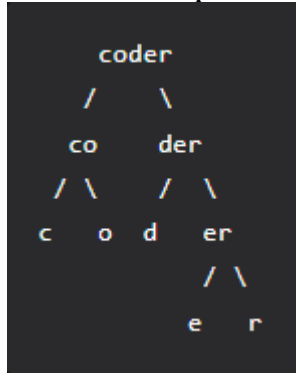 coder
/ \
co der
/ \ / \
c o d er
/ \
e r